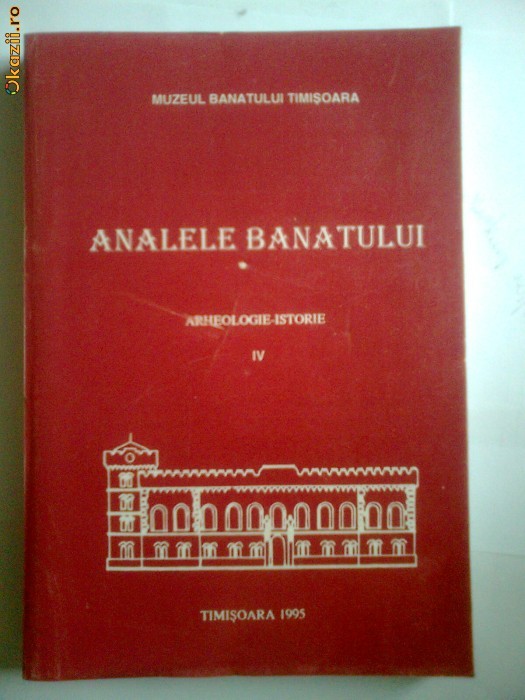 Okazii.ro
MUZEUL BANATULUI TIMIŞOARA
ANALELE BANATULUI
ARHEOLOGIE-ISTORIE
IV
TIMIŞOARA 1995